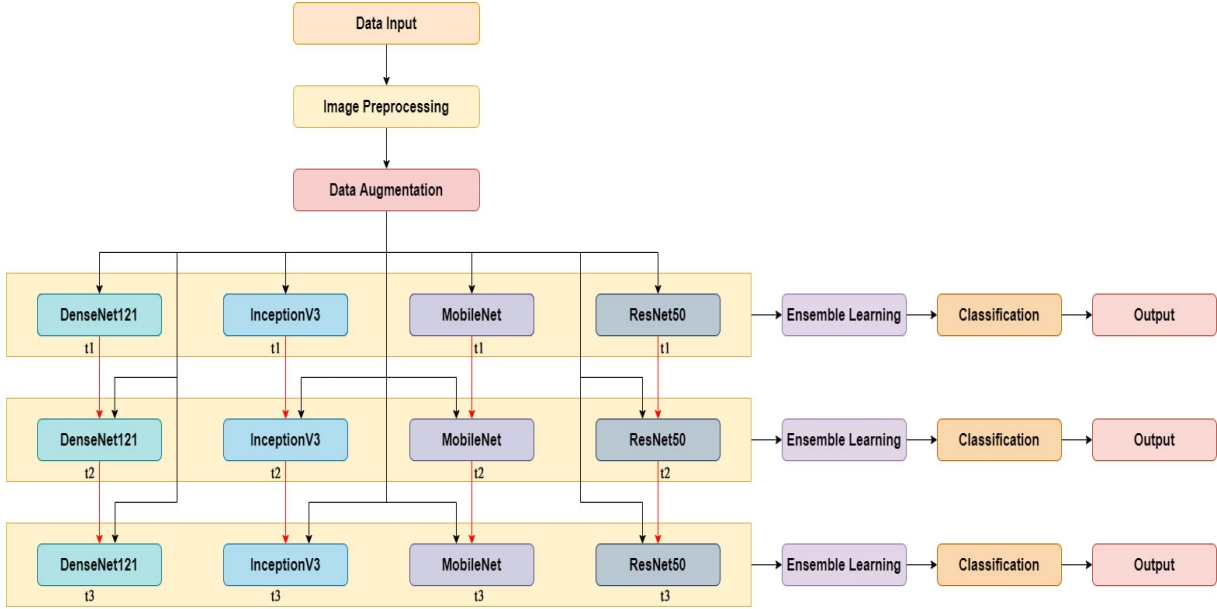 Data Input
Image Preprocessing
Data Augmentation
DenseNet121
InceptionV3
MobileNet
ResNet50
Ensemble Learning
Classification
Output
t1
t1
t1
t1
DenseNet121
InceptionV3
MobileNet
ResNet50
Ensemble Learning
Classification
Output
t2
t2
t2
t2
DenseNet121
InceptionV3
MobileNet
ResNet50
Ensemble Learning
Classification
Output
t3
t3
t3
t3